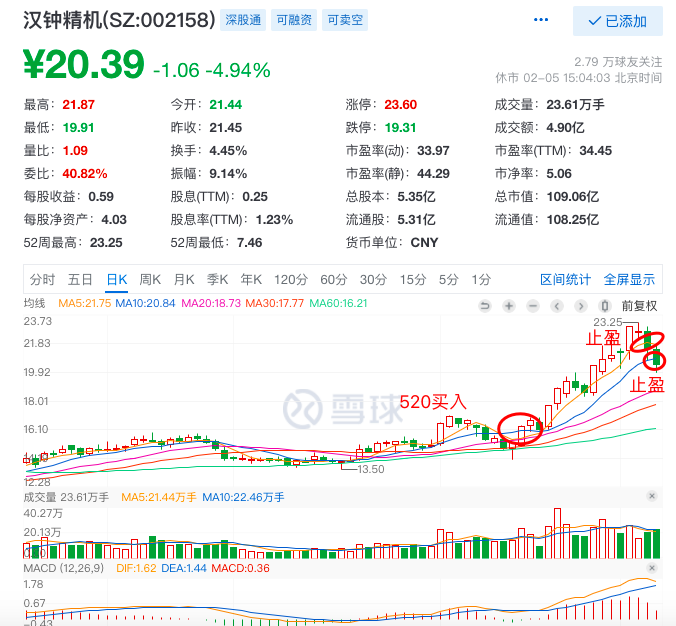 汉钟精机(SZ:002158) 深股通 可融资 可卖空 ••• ✓ 已添加
¥20.39 -1.06 -4.94%
2.79 万球友关注
休市 02-05 15:04:03 北京时间
最高：21.87 今开：21.44 涨停：23.60 成交量：23.61万手
最低：19.91 昨收：21.45 跌停：19.31 成交额：4.90亿
量比：1.09 换手：4.45% 市盈率(动)：33.97 市盈率(TTM)：34.45
委比：40.82% 振幅：9.14% 市盈率(静)：44.29 市净率：5.06
每股收益：0.59 股息(TTM)：0.25 总股本：5.35亿 总市值：109.06亿
每股净资产：4.03 股息率(TTM)：1.23% 流通股：5.31亿 流通值：108.25亿
52周最高：23.25 52周最低：7.46 货币单位：CNY
分时 五日 日K 周K 月K 季K 年K 120分 60分 30分 15分 5分 1分 区间统计 全屏显示
均线 MA5:21.75 MA10:20.84 MA20:18.73 MA30:17.77 MA60:16.21 前复权
23.73
23.25
止盈
21.83
19.92
止盈
18.01
520买入
雪球
16.10
13.50
12.28
成交量 23.61万手 MA5:21.44万手 MA10:22.46万手
40.27万
20.13万
MACD (12,26,9) DIF:1.62 DEA:1.44 MACD:0.36
1.78
0.67
-0.43